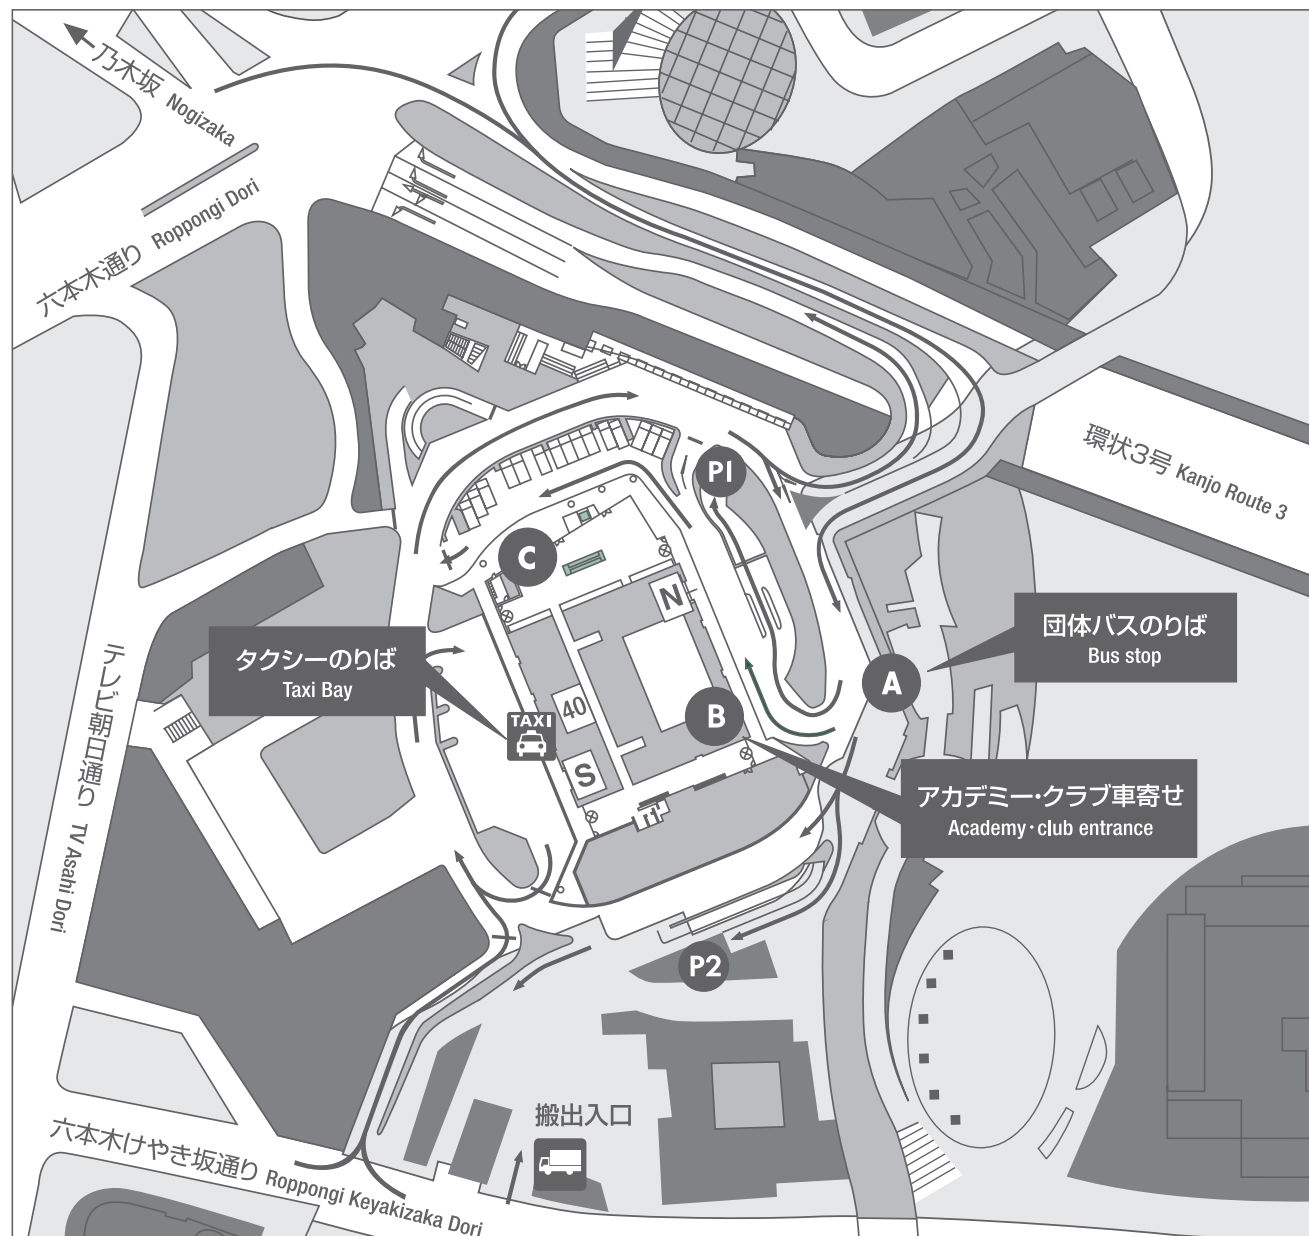 乃木坂 Nogizaka
六本木通り Roppongi Dori
環状3号 Kanjo Route 3
P1
C
N
団体バスのりば
Bus stop
タクシーのりば
Taxi Bay
A
40
B
TAXI
S
アカデミー・クラブ車寄せ
Academy・club entrance
テレビ朝日通り TV Asahi Dori
P2
搬出入口
六本木けやき坂通り Roppongi Keyakizaka Dori